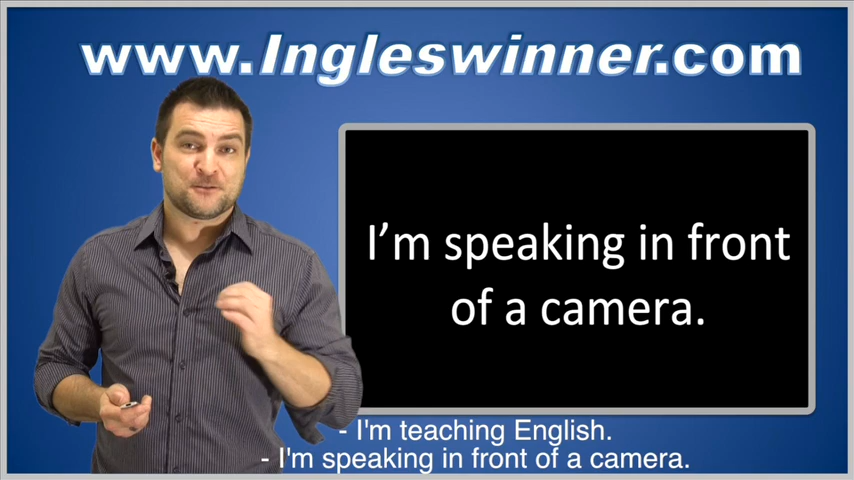 www.Ingleswinner.com
I'm speaking in front
of a camera.
- I'm teaching English.
- I'm speaking in front of a camera.